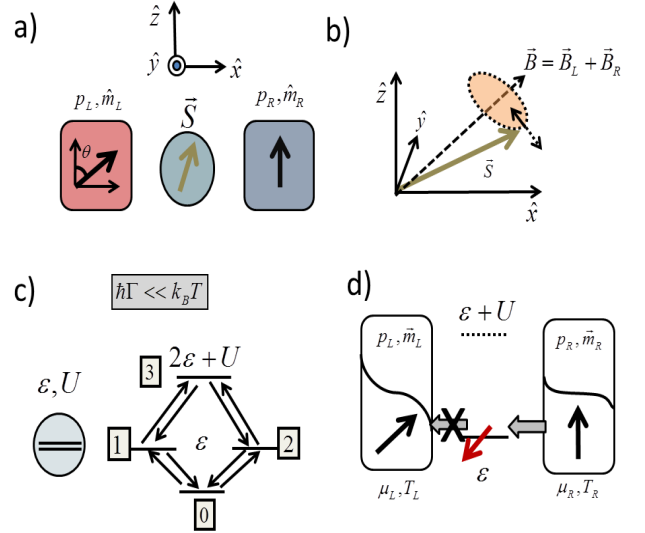 a)
ẑ
ŷ
x̂
p_L, m̂_L
S⃗
p_R, m̂_R
θ
b)
B⃗ = B⃗_L + B⃗_R
ẑ
ŷ
s⃗
x̂
c)
ħΓ << k_BT
ε, U
3
2ε + U
1
ε
2
0
d)
ε + U
p_L, m⃗_L
p_R, m⃗_R
ε
μ_L, T_L
μ_R, T_R